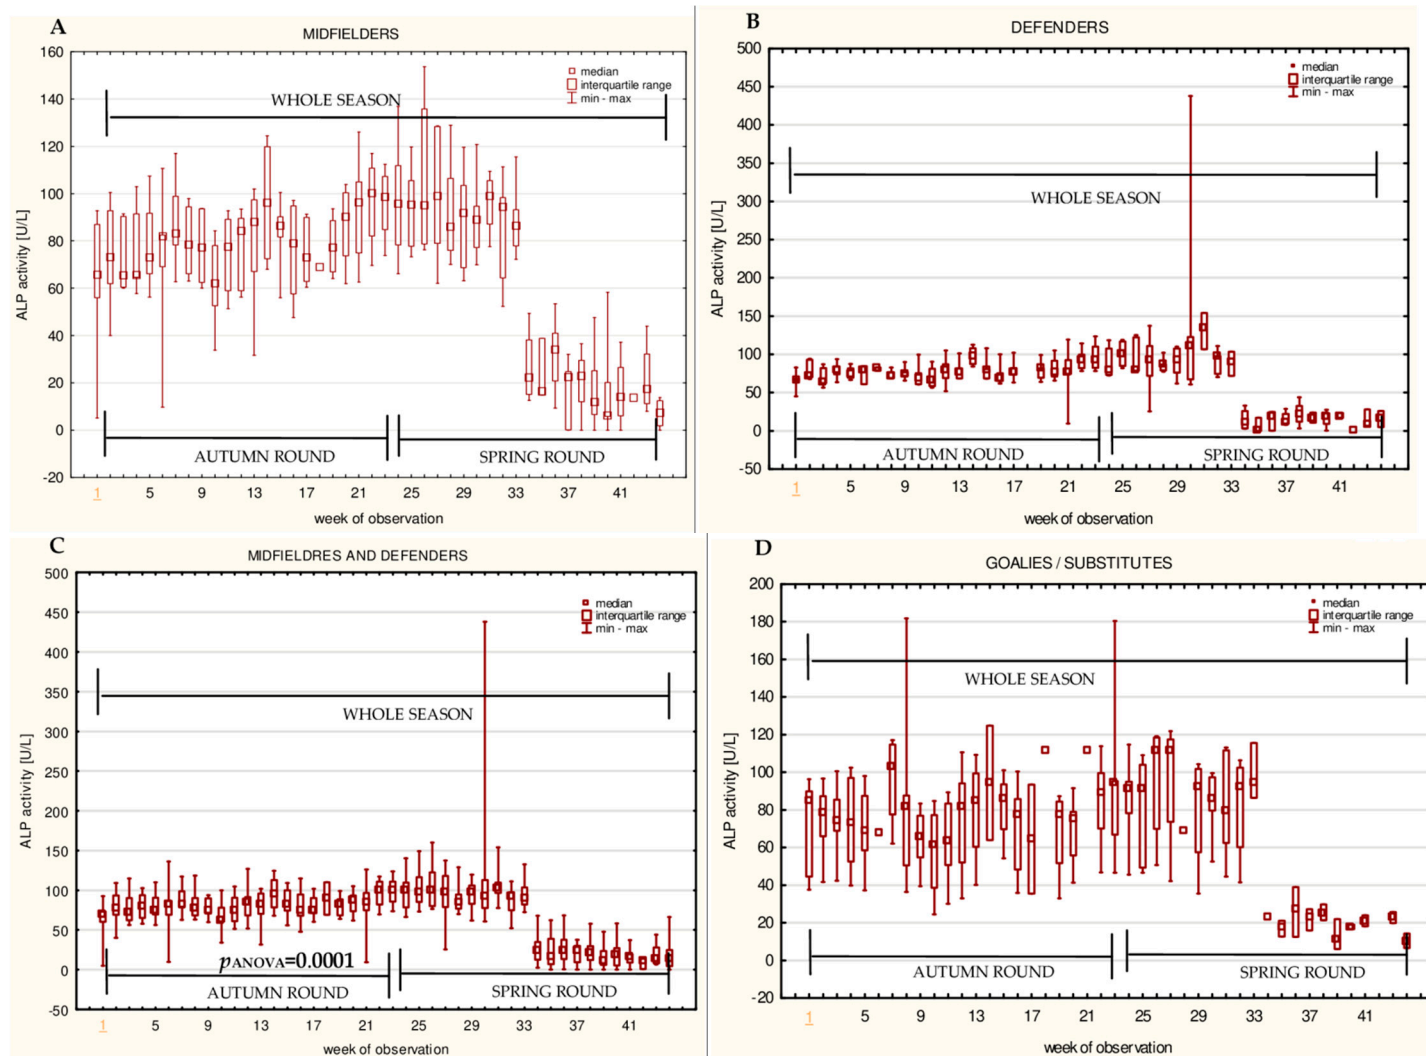 A
MIDFIELDERS
median
interquartile range
min - max
WHOLE SEASON
ALP activity [U/L]
160
140
120
100
80
60
40
20
0
-20
AUTUMN ROUND
SPRING ROUND
1 5 9 13 17 21 25 29 33 37 41
week of observation
B
DEFENDERS
median
interquartile range
min - max
WHOLE SEASON
ALP activity [U/L]
500
450
400
350
300
250
200
150
100
50
0
-50
AUTUMN ROUND
SPRING ROUND
1 5 9 13 17 21 25 29 33 37 41
week of observation
C
MIDFIELDRES AND DEFENDERS
median
interquartile range
min - max
WHOLE SEASON
ALP activity [U/L]
500
450
400
350
300
250
200
150
100
50
0
-50
pANOVA=0.0001
AUTUMN ROUND
SPRING ROUND
1 5 9 13 17 21 25 29 33 37 41
week of observation
D
GOALIES / SUBSTITUTES
median
interquartile range
min - max
WHOLE SEASON
ALP activity [U/L]
200
180
160
140
120
100
80
60
40
20
0
-20
AUTUMN ROUND
SPRING ROUND
1 5 9 13 17 21 25 29 33 37 41
week of observation